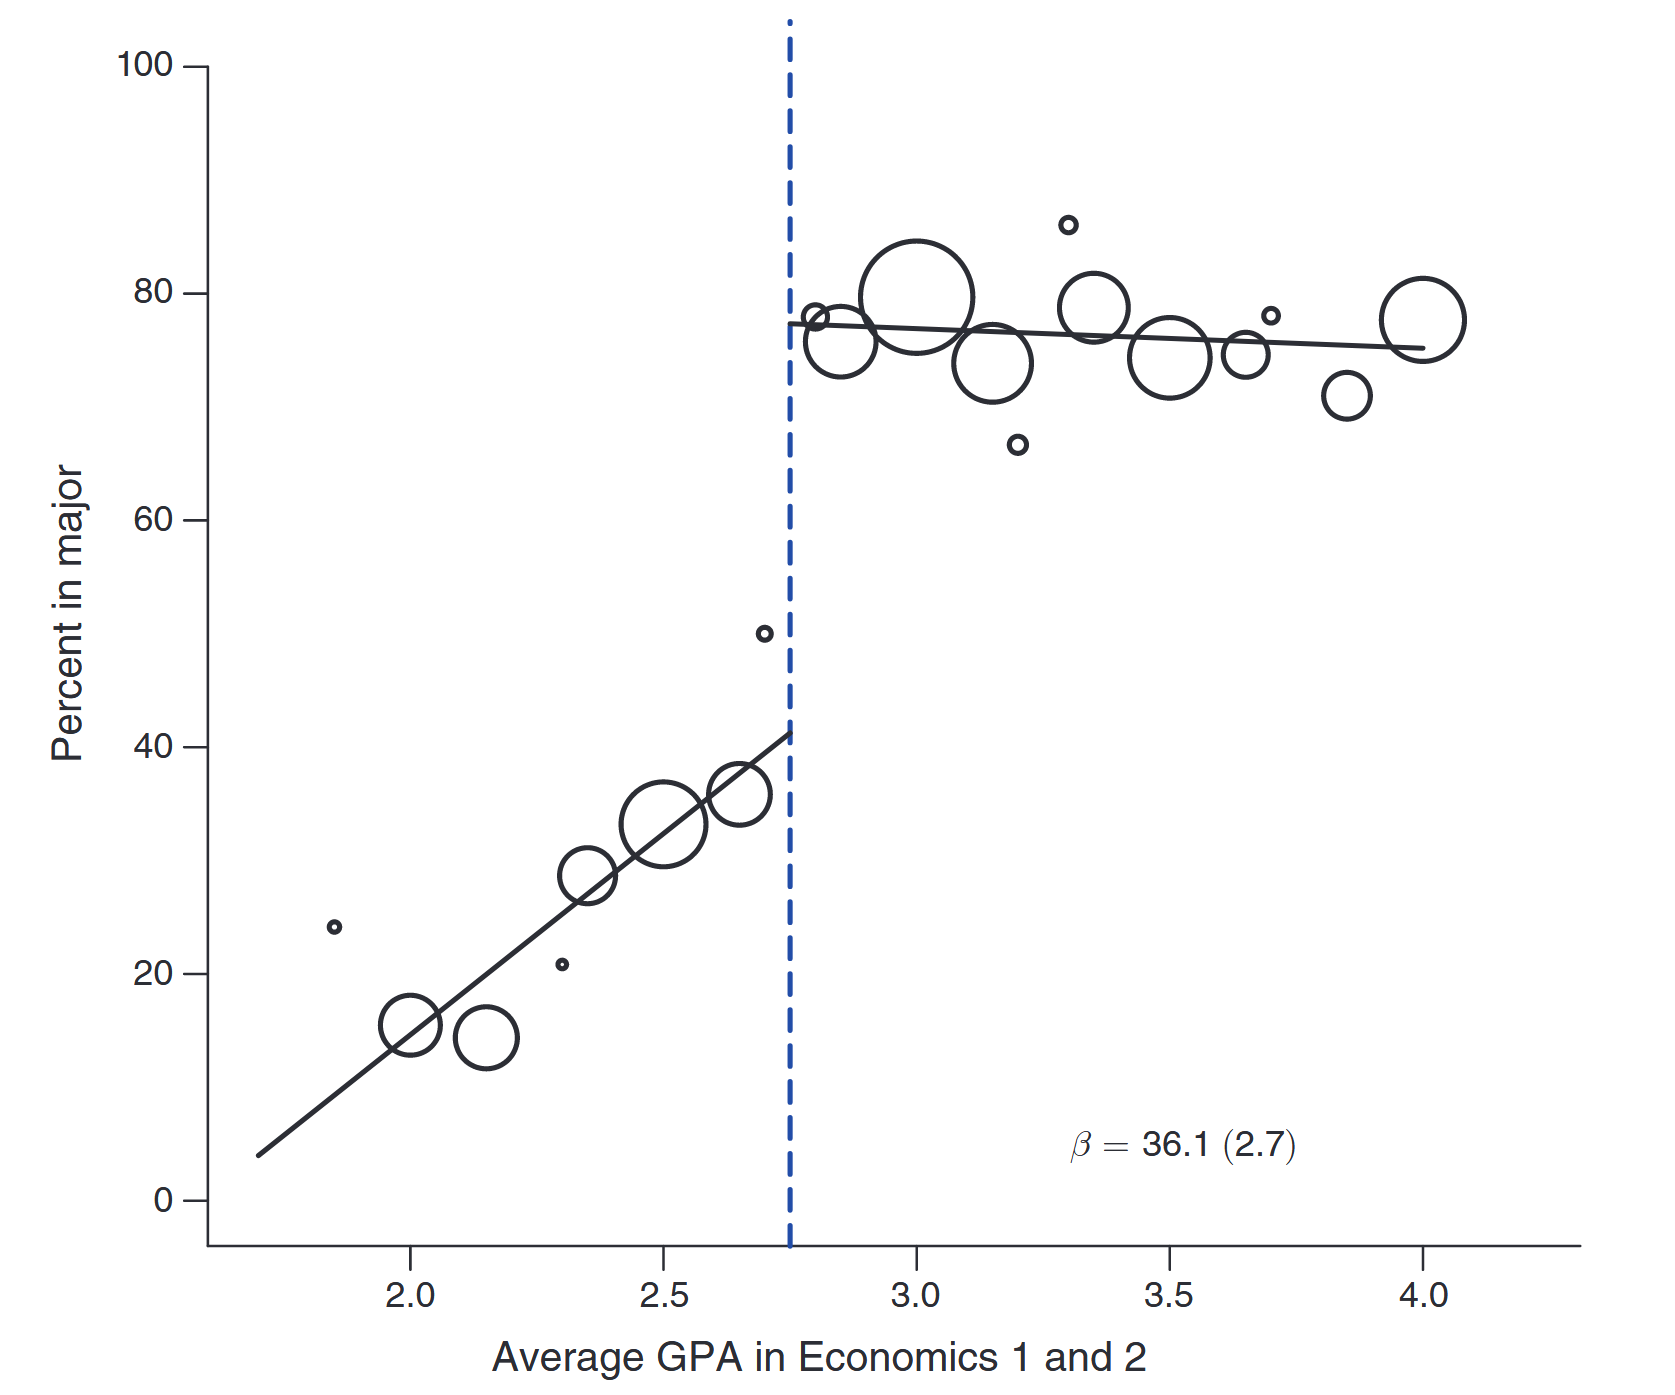 100
80
60
40
20
0
Percent in major
β = 36.1 (2.7)
2.0 2.5 3.0 3.5 4.0
Average GPA in Economics 1 and 2